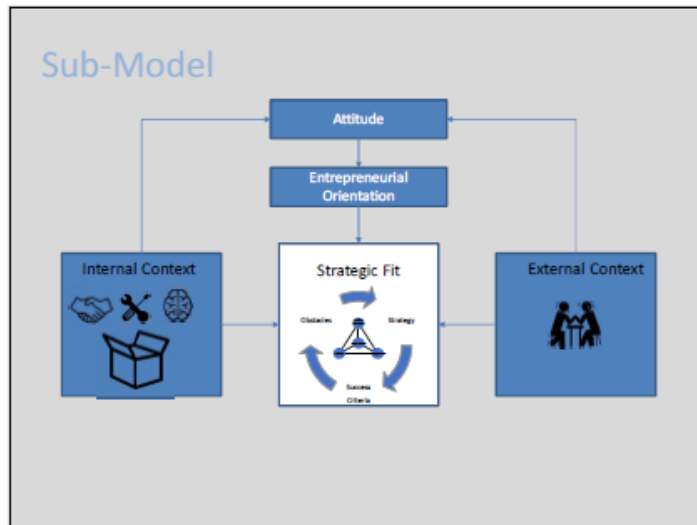 Sub-Model
Attitude
Entrepreneurial
Orientation
Internal Context
Strategic Fit
External Context
Obstacles
Strategy
Success
Criteria